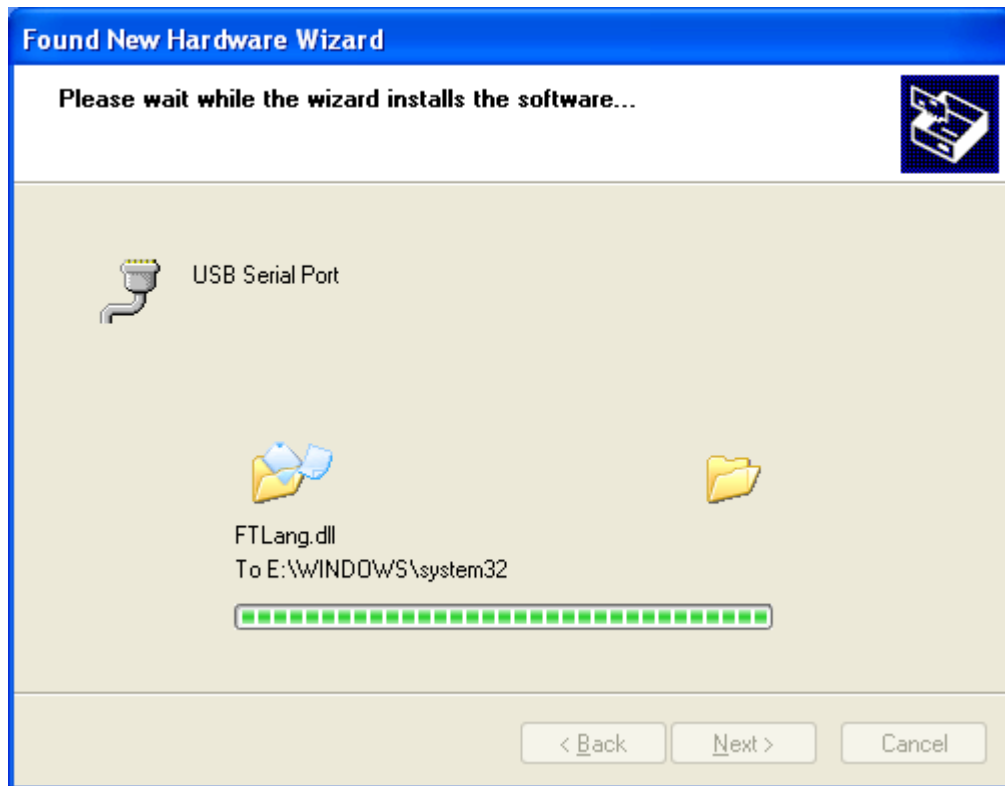 Found New Hardware Wizard
Please wait while the wizard installs the software...
USB Serial Port
FTLang.dll
To E:\WINDOWS\system32
< Back
Next >
Cancel